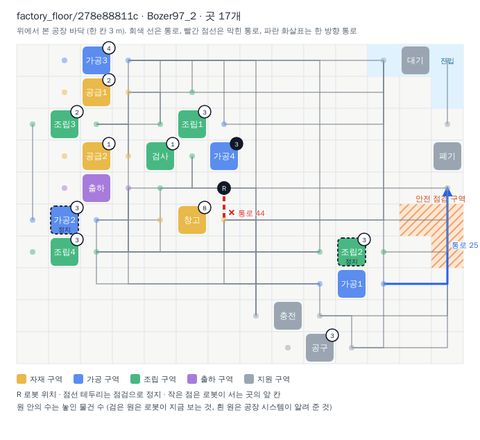 factory_floor/278e88811c · Bozer97_2 · 곳 17개
위에서 본 공장 바닥 (한 칸 3 m). 회색 선은 통로, 빨간 점선은 막힌 통로, 파란 화살표는 한 방향 통로
4
가공3
대기
진입
2
공급1
2
조립3
3
조립1
1
공급2
1
검사
3
가공4
폐기
출하
R
안전 점검 구역
3
가공2
정지
8
창고
✕ 통로 44
3
조립4
3
조립2
정지
통로 25
가공1
충전
3
공구
자재 구역
가공 구역
조립 구역
출하 구역
지원 구역
R 로봇 위치 · 점선 테두리는 점검으로 정지 · 작은 점은 로봇이 서는 곳의 앞 칸
원 안의 수는 놓인 물건 수 (검은 원은 로봇이 지금 보는 것, 흰 원은 공장 시스템이 알려 준 것)